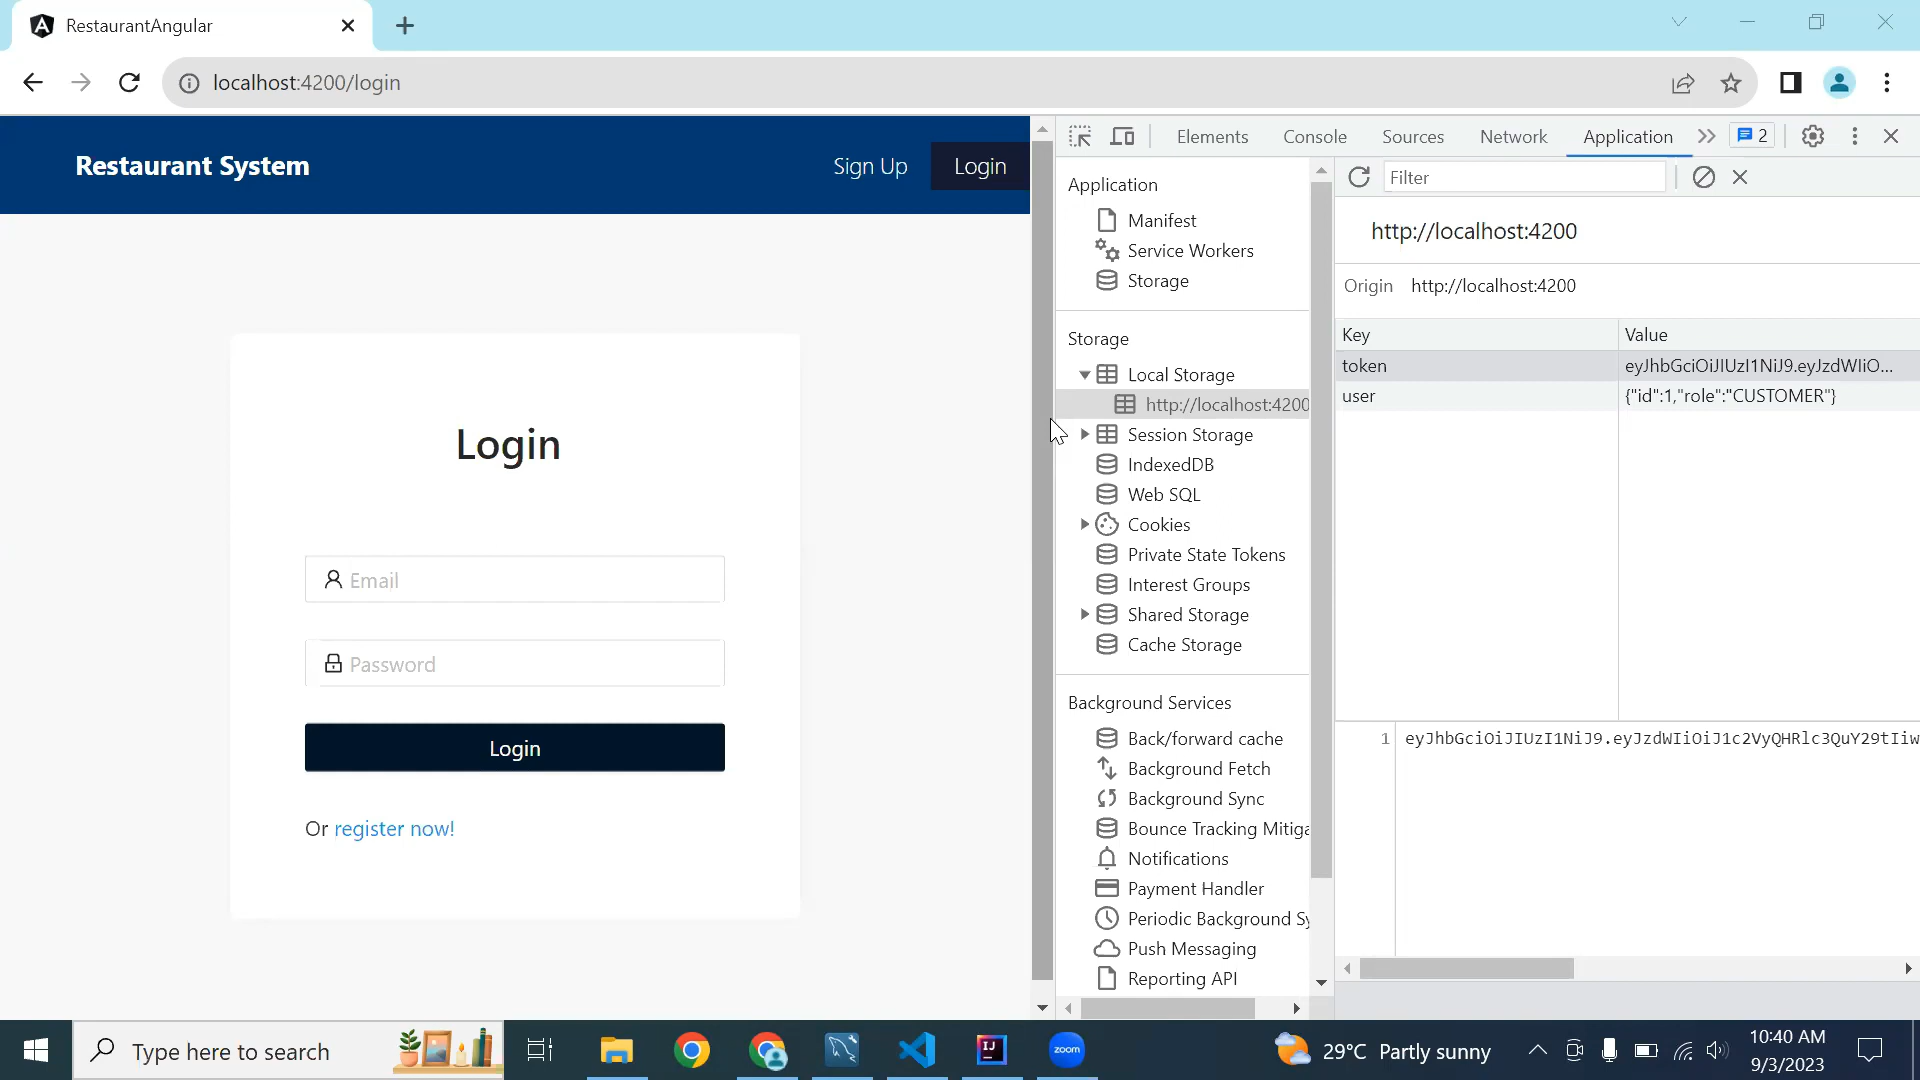 RestaurantAngular
localhost:4200/login
Restaurant System
Sign Up
Login
Login
Email
Password
Login
Or register now!
Elements
Console
Sources
Network
Application
2
Application
Manifest
Service Workers
Storage
Storage
Local Storage
http://localhost:4200
Session Storage
IndexedDB
Web SQL
Cookies
Private State Tokens
Interest Groups
Shared Storage
Cache Storage
Background Services
Back/forward cache
Background Fetch
Background Sync
Bounce Tracking Mitiga
Notifications
Payment Handler
Periodic Background Sy
Push Messaging
Reporting API
Filter
http://localhost:4200
Origin http://localhost:4200
Key Value
token eyJhbGciOiJIUzI1NiJ9.eyJzdWIiO...
user {"id":1,"role":"CUSTOMER"}
1 eyJhbGciOiJIUzI1NiJ9.eyJzdWIiOiJ1c2VyQHRlc3QuY29tIiw
Type here to search
IJ
zoom
29°C Partly sunny
10:40 AM
9/3/2023